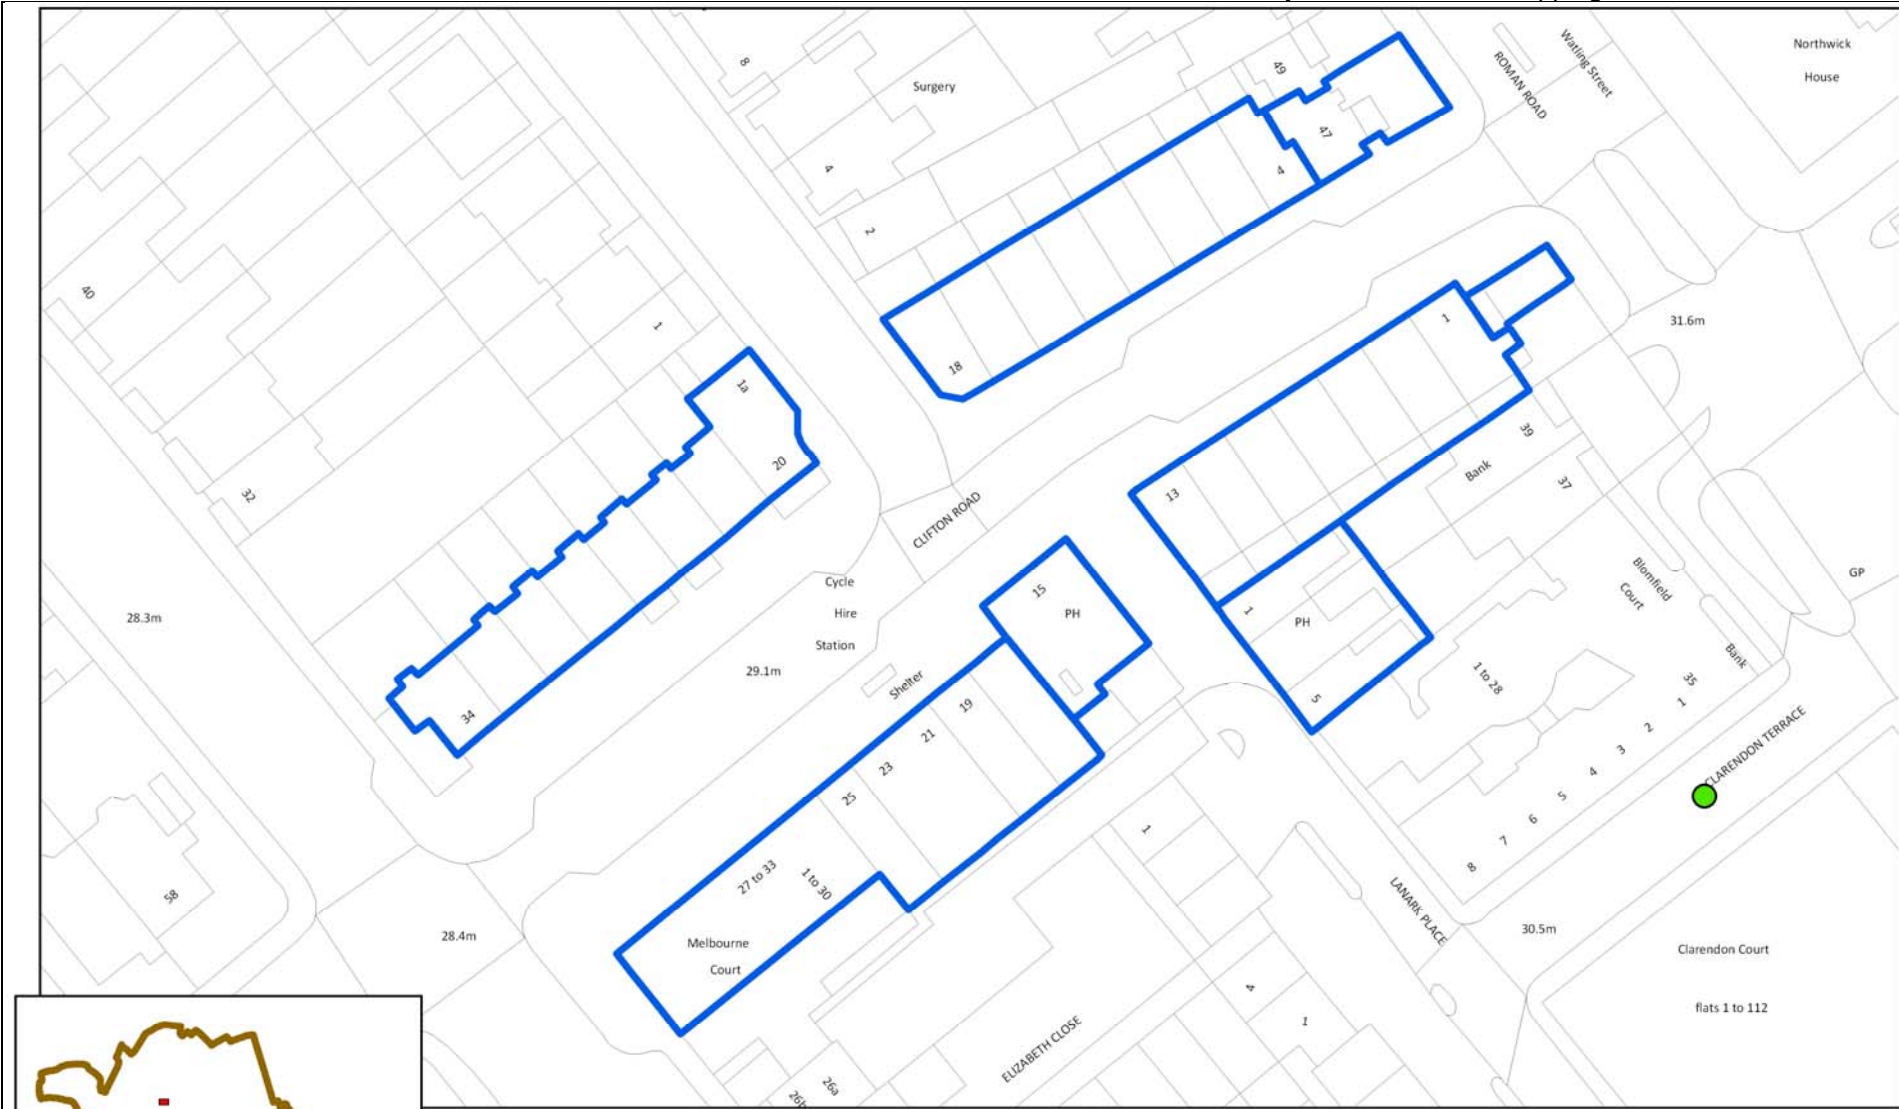 Northwick
House
Watling Street
ROMAN ROAD
8
Surgery
49
47
4
4
2
40
1
18
1
31.6m
1a
20
39
Bank
37
13
32
CLIFTON ROAD
Cycle
Hire
Station
28.3m
29.1m
Shelter
15
PH
1
PH
5
Blomfield
Court
GP
Bank
1 to 28
35
1
2
3
4
5
6
7
8
CLARENDON TERRACE
34
19
21
23
25
27 to 33
1 to 30
Melbourne
Court
58
28.4m
1
LANARK PLACE
30.5m
Clarendon Court
flats 1 to 112
4
1
ELIZABETH CLOSE
26a